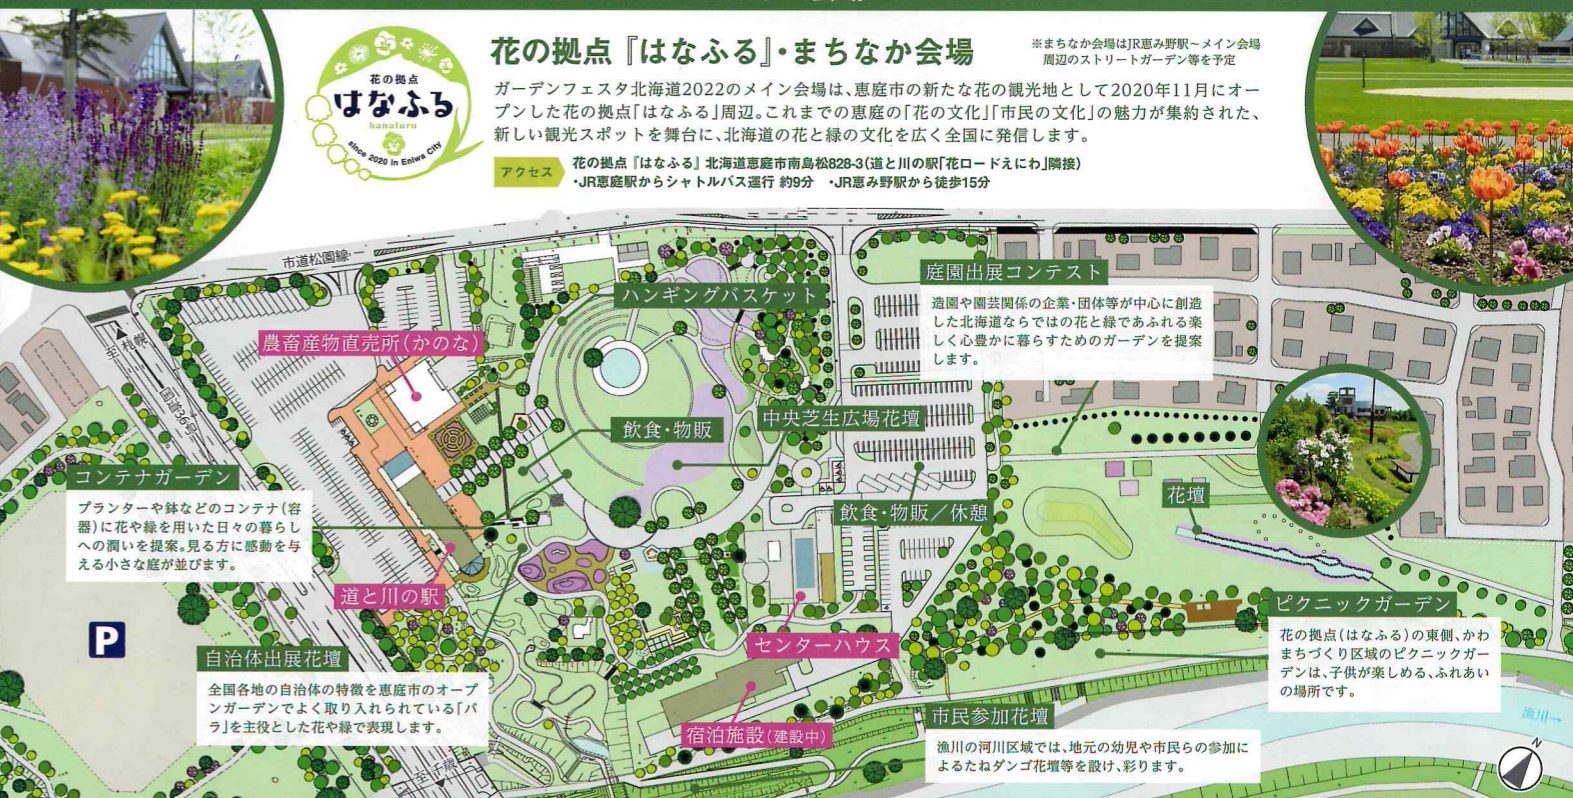 花の拠点
はなふる
hanafuru
since 2020 in Eniwa City
花の拠点『はなふる』・まちなか会場
※まちなか会場はJR恵み野駅〜メイン会場
周辺のストリートガーデン等を予定
ガーデンフェスタ北海道2022のメイン会場は、恵庭市の新たな花の観光地として2020年11月にオー
プンした花の拠点「はなふる」周辺。これまでの恵庭の「花の文化」「市民の文化」の魅力が集約された、
新しい観光スポットを舞台に、北海道の花と緑の文化を広く全国に発信します。
アクセス
花の拠点『はなふる』北海道恵庭市南島松828-3(道と川の駅「花ロードえにわ」隣接)
・JR恵庭駅からシャトルバス運行 約9分 ・JR恵み野駅から徒歩15分
市道松園線
至札幌
国道36号
農畜産物直売所(かのな)
ハンギングバスケット
庭園出展コンテスト
造園や園芸関係の企業・団体等が中心に創造
した北海道ならではの花と緑であふれる楽
しく心豊かに暮らすためのガーデンを提案
します。
飲食・物販
中央芝生広場花壇
コンテナガーデン
プランターや鉢などのコンテナ(容
器)に花や緑を用いた日々の暮らし
への潤いを提案。見る方に感動を与
える小さな庭が並びます。
飲食・物販/休憩
花壇
道と川の駅
P
センターハウス
ピクニックガーデン
花の拠点(はなふる)の東側、かわ
まちづくり区域のピクニックガー
デンは、子供が楽しめる、ふれあい
の場所です。
自治体出展花壇
全国各地の自治体の特徴を恵庭市のオープ
ンガーデンでよく取り入れられている「バ
ラ」を主役とした花や緑で表現します。
宿泊施設(建設中)
市民参加花壇
漁川の河川区域では、地元の幼児や市民らの参加に
よるたねダンゴ花壇等を設け、彩ります。
漁川→
至千歳
N